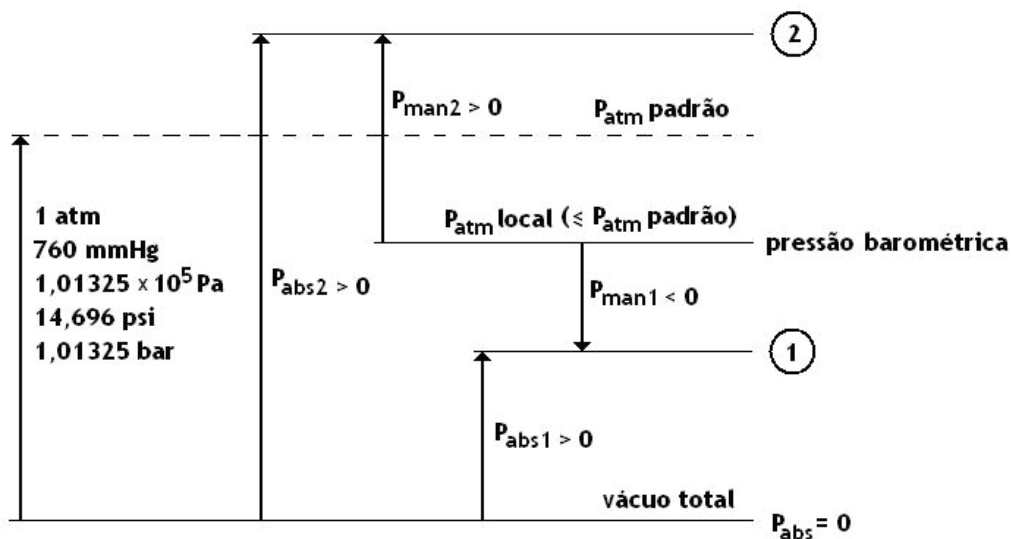 2
Pman2 > 0
Patm padrão
1 atm
760 mmHg
1,01325 × 10⁵ Pa
14,696 psi
1,01325 bar
Pabs2 > 0
Patm local (≤ Patm padrão)
pressão barométrica
Pman1 < 0
1
Pabs1 > 0
vácuo total
Pabs = 0